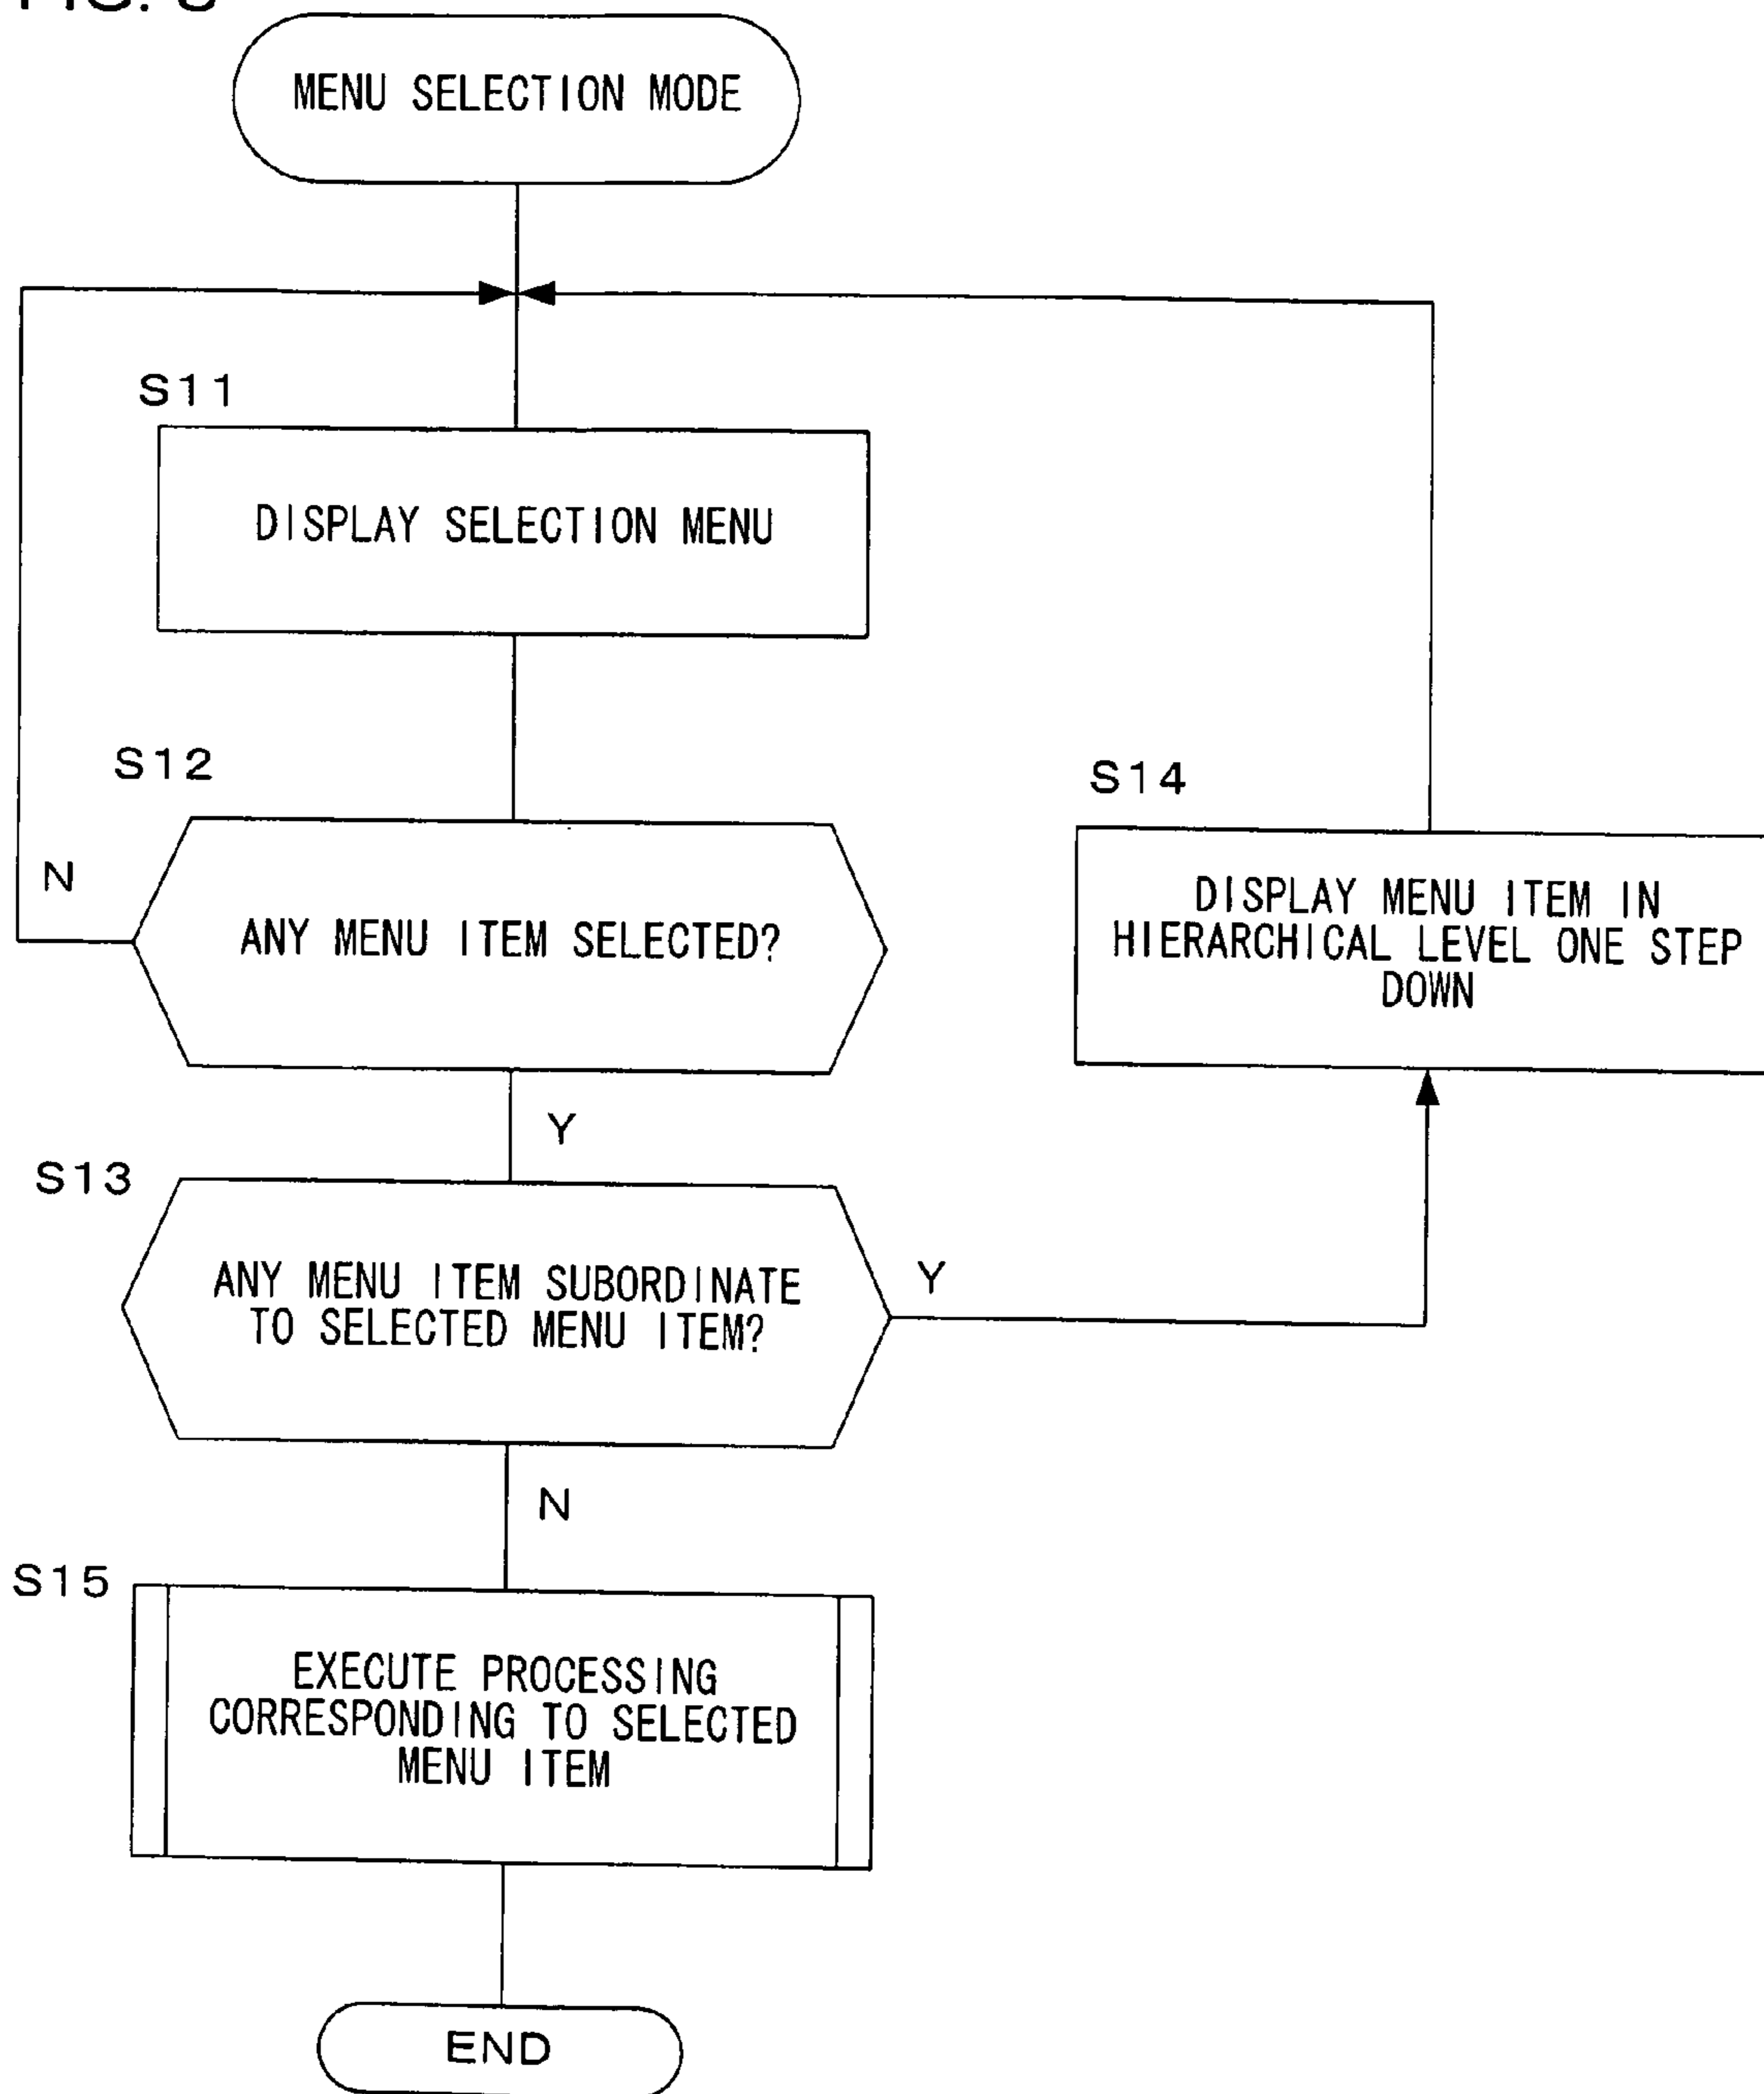 MENU SELECTION MODE
S11
DISPLAY SELECTION MENU
S12
N
ANY MENU ITEM SELECTED?
S14
DISPLAY MENU ITEM IN
HIERARCHICAL LEVEL ONE STEP
DOWN
Y
S13
ANY MENU ITEM SUBORDINATE
TO SELECTED MENU ITEM?
Y
N
S15
EXECUTE PROCESSING
CORRESPONDING TO SELECTED
MENU ITEM
END